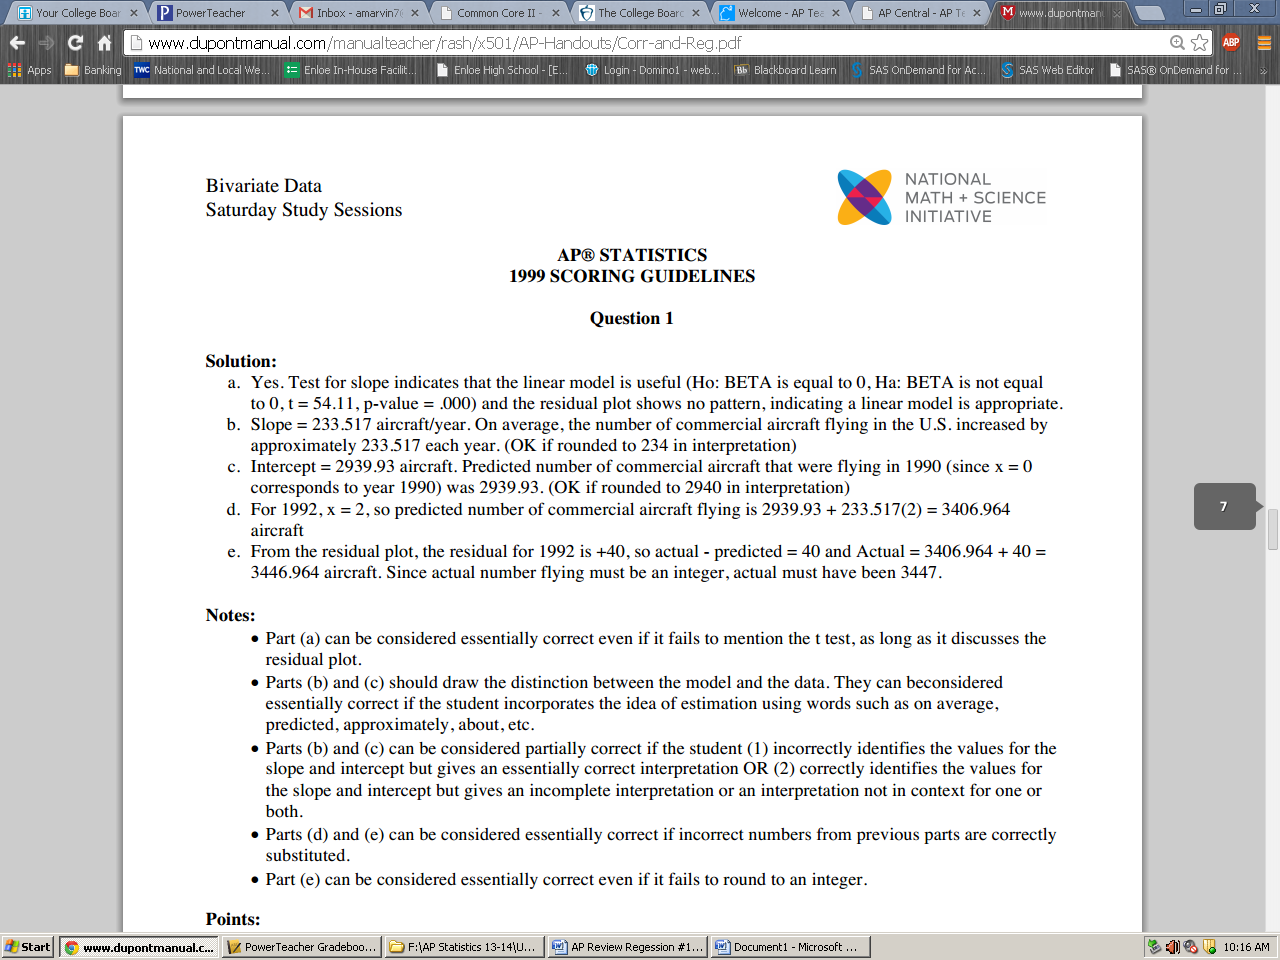 Your College Boar
PowerTeacher
Inbox - amarvin7@
Common Core II -
The College Board
Welcome - AP Tea
AP Central - AP Te
www.dupontmanu
www.dupontmanual.com/manualteacher/rash/x501/AP-Handouts/Corr-and-Reg.pdf
ABP
Apps
Banking
TWC National and Local We...
Enloe In-House Facilit...
Enloe High School - [E...
Login - Domino1 - web...
Bb Blackboard Learn
SAS OnDemand for Ac...
SAS Web Editor
SAS® OnDemand for ...
Bivariate Data
Saturday Study Sessions
NATIONAL
MATH + SCIENCE
INITIATIVE
AP® STATISTICS
1999 SCORING GUIDELINES
Question 1
Solution:
a. Yes. Test for slope indicates that the linear model is useful (Ho: BETA is equal to 0, Ha: BETA is not equal
to 0, t = 54.11, p-value = .000) and the residual plot shows no pattern, indicating a linear model is appropriate.
b. Slope = 233.517 aircraft/year. On average, the number of commercial aircraft flying in the U.S. increased by
approximately 233.517 each year. (OK if rounded to 234 in interpretation)
c. Intercept = 2939.93 aircraft. Predicted number of commercial aircraft that were flying in 1990 (since x = 0
corresponds to year 1990) was 2939.93. (OK if rounded to 2940 in interpretation)
d. For 1992, x = 2, so predicted number of commercial aircraft flying is 2939.93 + 233.517(2) = 3406.964
aircraft
e. From the residual plot, the residual for 1992 is +40, so actual - predicted = 40 and Actual = 3406.964 + 40 =
3446.964 aircraft. Since actual number flying must be an integer, actual must have been 3447.
7
Notes:
• Part (a) can be considered essentially correct even if it fails to mention the t test, as long as it discusses the
residual plot.
• Parts (b) and (c) should draw the distinction between the model and the data. They can beconsidered
essentially correct if the student incorporates the idea of estimation using words such as on average,
predicted, approximately, about, etc.
• Parts (b) and (c) can be considered partially correct if the student (1) incorrectly identifies the values for the
slope and intercept but gives an essentially correct interpretation OR (2) correctly identifies the values for
the slope and intercept but gives an incomplete interpretation or an interpretation not in context for one or
both.
• Parts (d) and (e) can be considered essentially correct if incorrect numbers from previous parts are correctly
substituted.
• Part (e) can be considered essentially correct even if it fails to round to an integer.
Points:
Start
www.dupontmanual.c...
PowerTeacher Gradeboo...
F:\AP Statistics 13-14\U...
AP Review Regression #1...
Document1 - Microsoft ...
10:16 AM